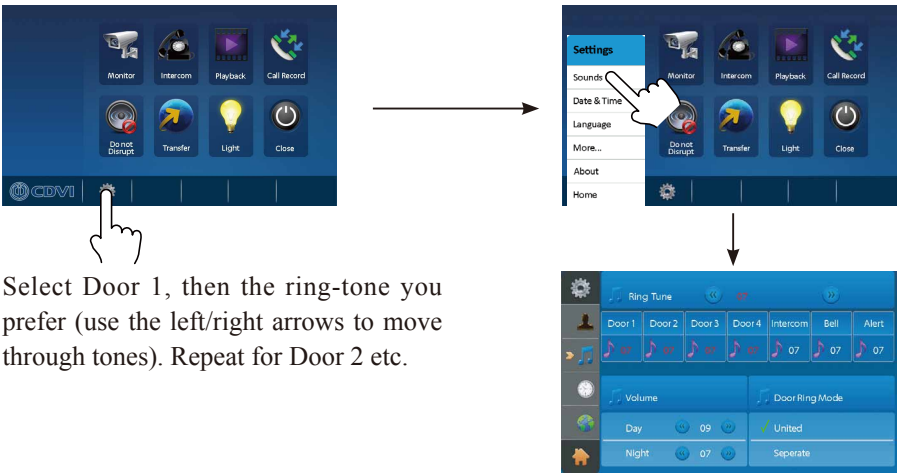 Monitor Intercom Playback Call Record
Do not
Disrupt Transfer Light Close
CDVI
Settings
Sounds
Date & Time
Language
More...
About
Home
Monitor Intercom Playback Call Record
Do not
Disrupt Transfer Light Close
Select Door 1, then the ring-tone you
prefer (use the left/right arrows to move
through tones). Repeat for Door 2 etc.
Ring Tune 07
Door 1 Door 2 Door 3 Door 4 Intercom Bell Alert
07 07 07
Volume Door Ring Mode
Day 09 United
Night 07 Seperate